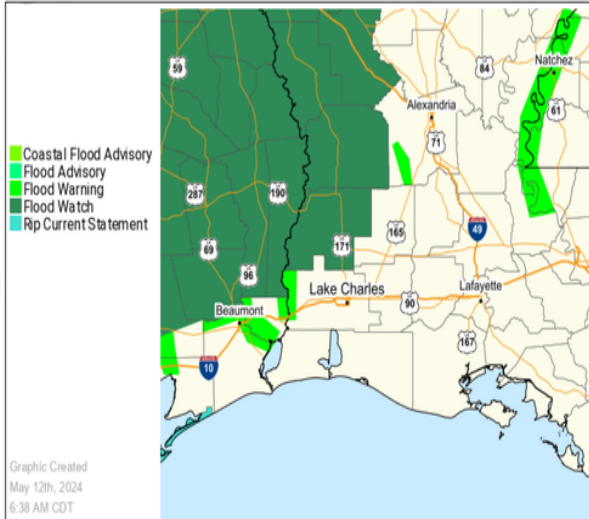 Coastal Flood Advisory
Flood Advisory
Flood Warning
Flood Watch
Rip Current Statement
Graphic Created
May 12th, 2024
6:38 AM CDT
59
84
Natchez
61
Alexandria
71
287
190
69
171
165
49
96
Lake Charles
Lafayette
Beaumont
90
167
10